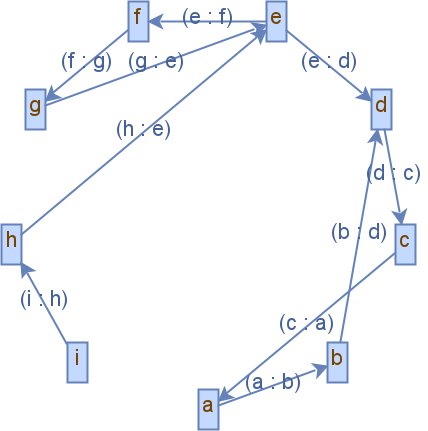 f
(e : f)
e
(f : g)
(g : e)
(e : d)
g
d
(h : e)
(d : c)
h
(b : d)
c
(i : h)
(c : a)
i
b
(a : b)
a